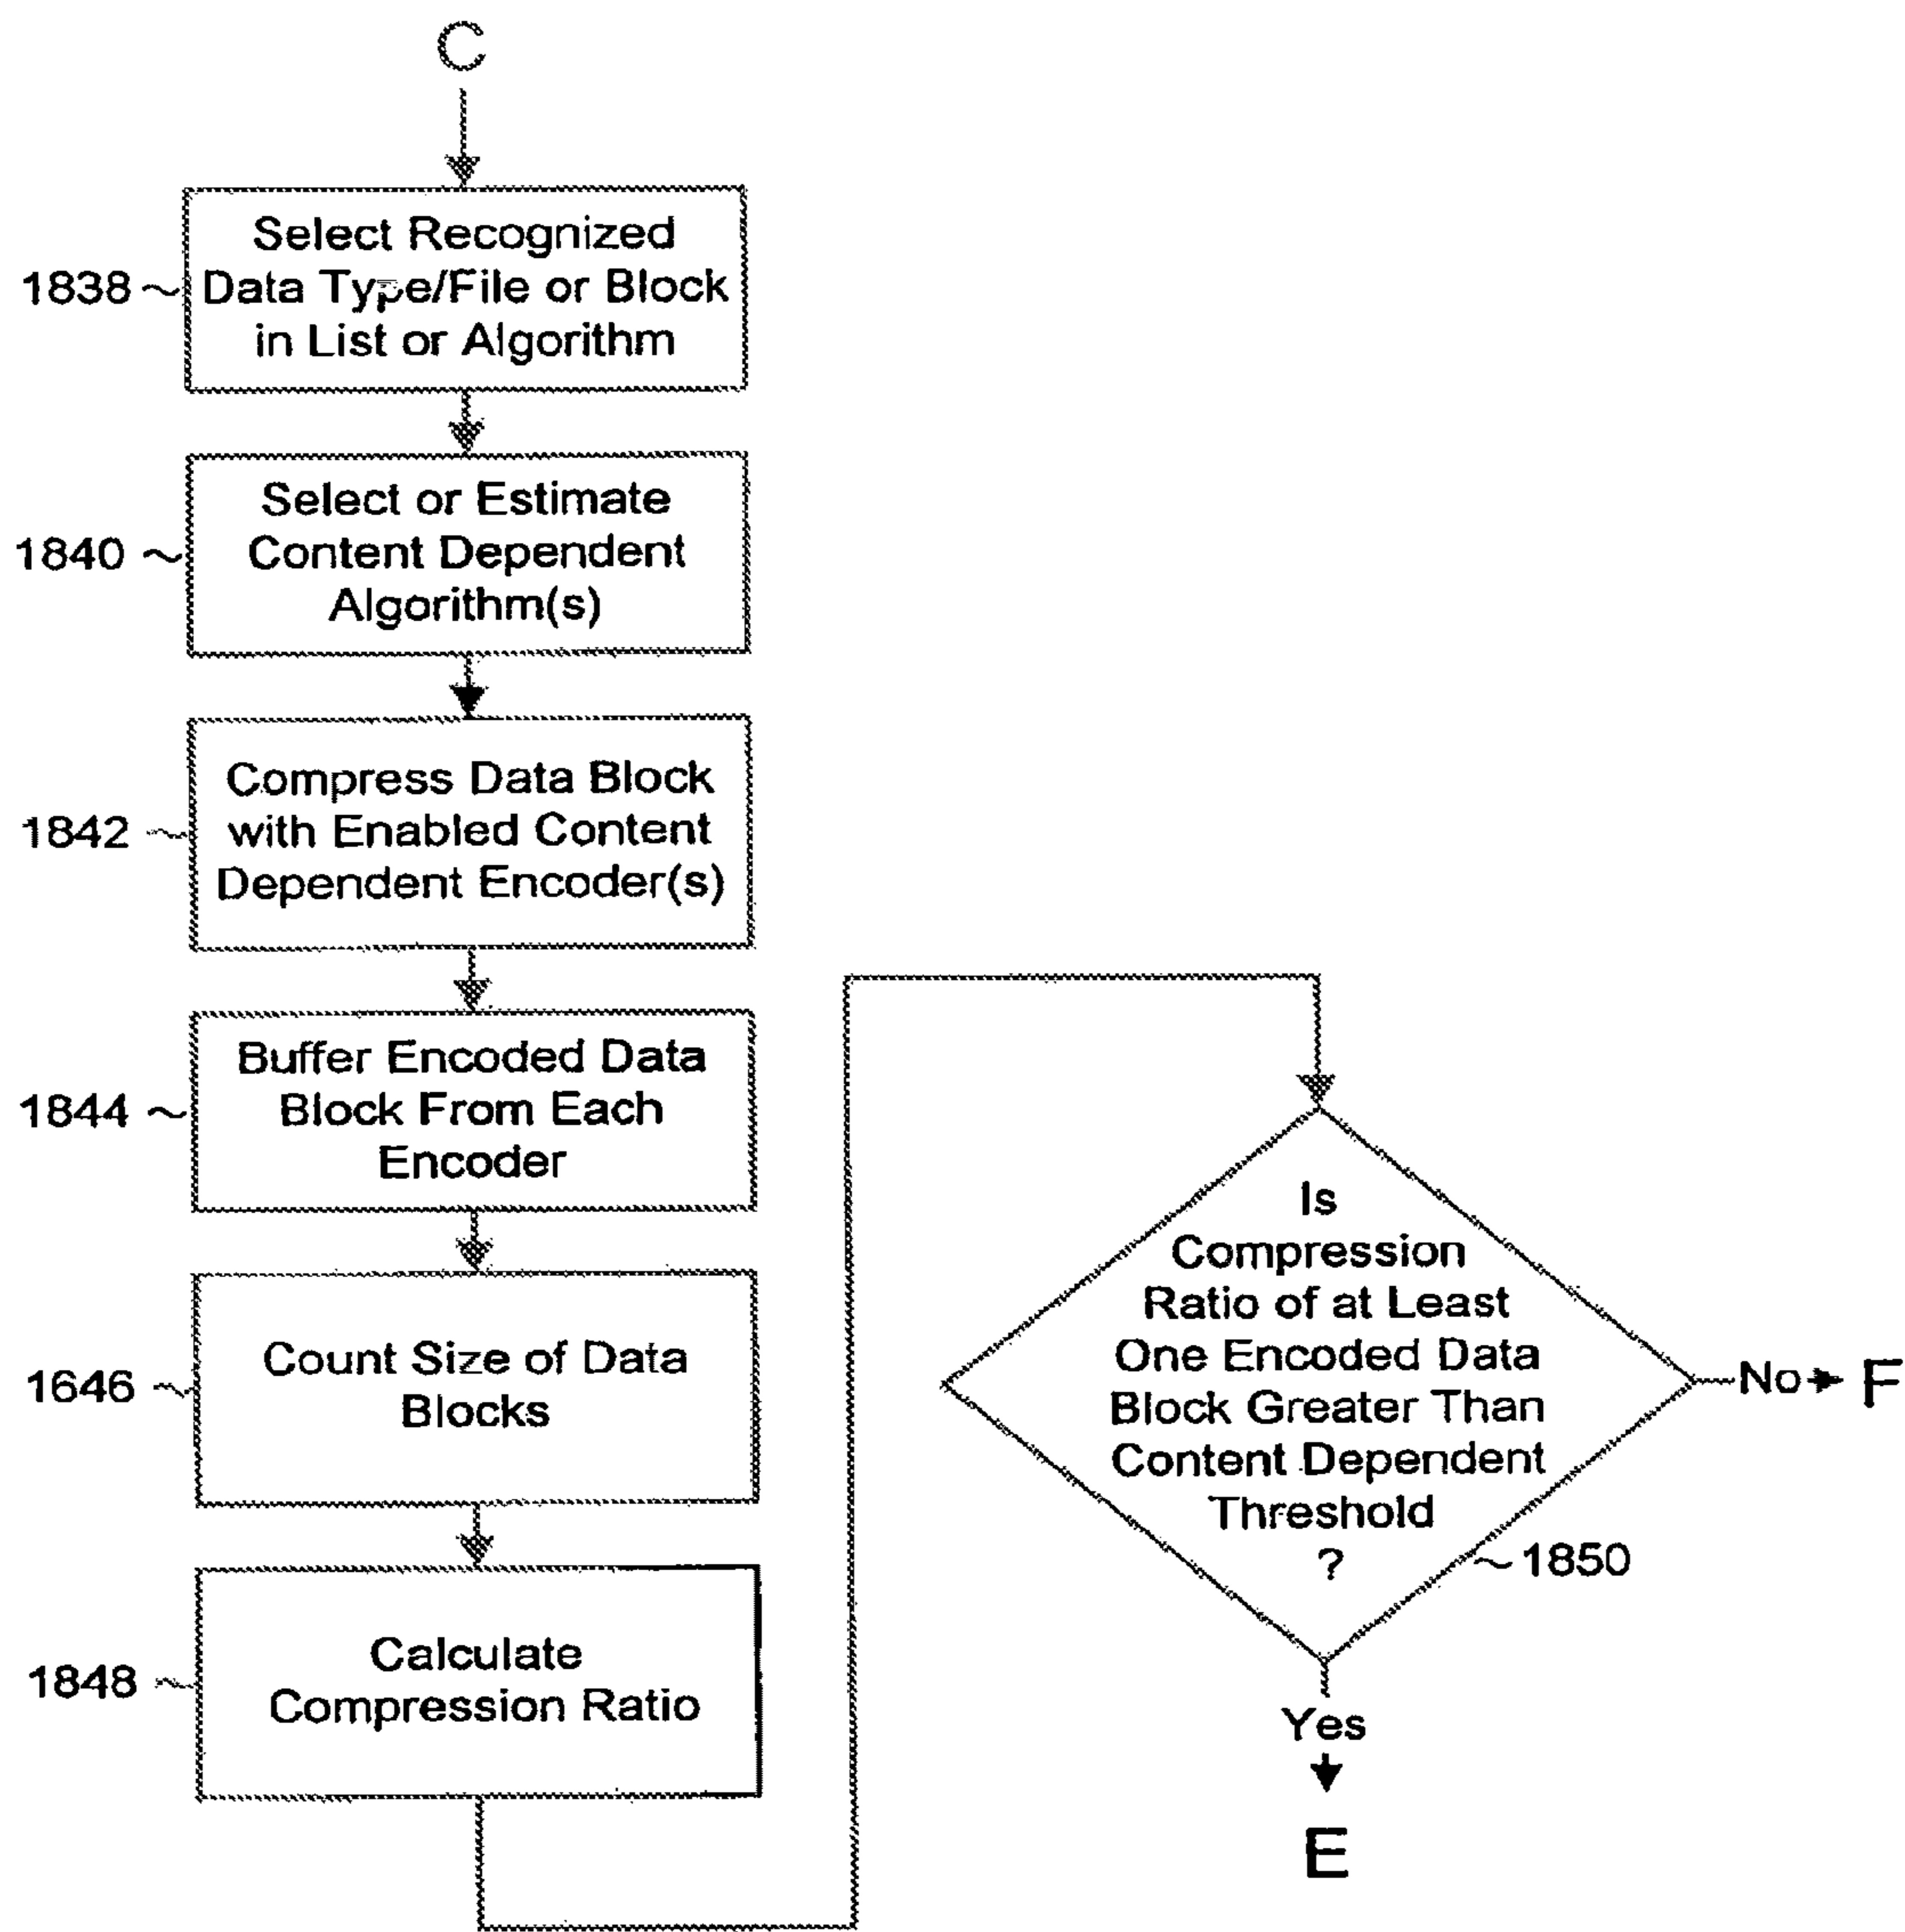 C
Select Recognized
Data Type/File or Block
in List or Algorithm
1838
Select or Estimate
Content Dependent
Algorithm(s)
1840
Compress Data Block
with Enabled Content
Dependent Encoder(s)
1842
Buffer Encoded Data
Block From Each
Encoder
1844
Count Size of Data
Blocks
1646
Calculate
Compression Ratio
1848
Is
Compression
Ratio of at Least
One Encoded Data
Block Greater Than
Content Dependent
Threshold
?
1850
No
F
Yes
E